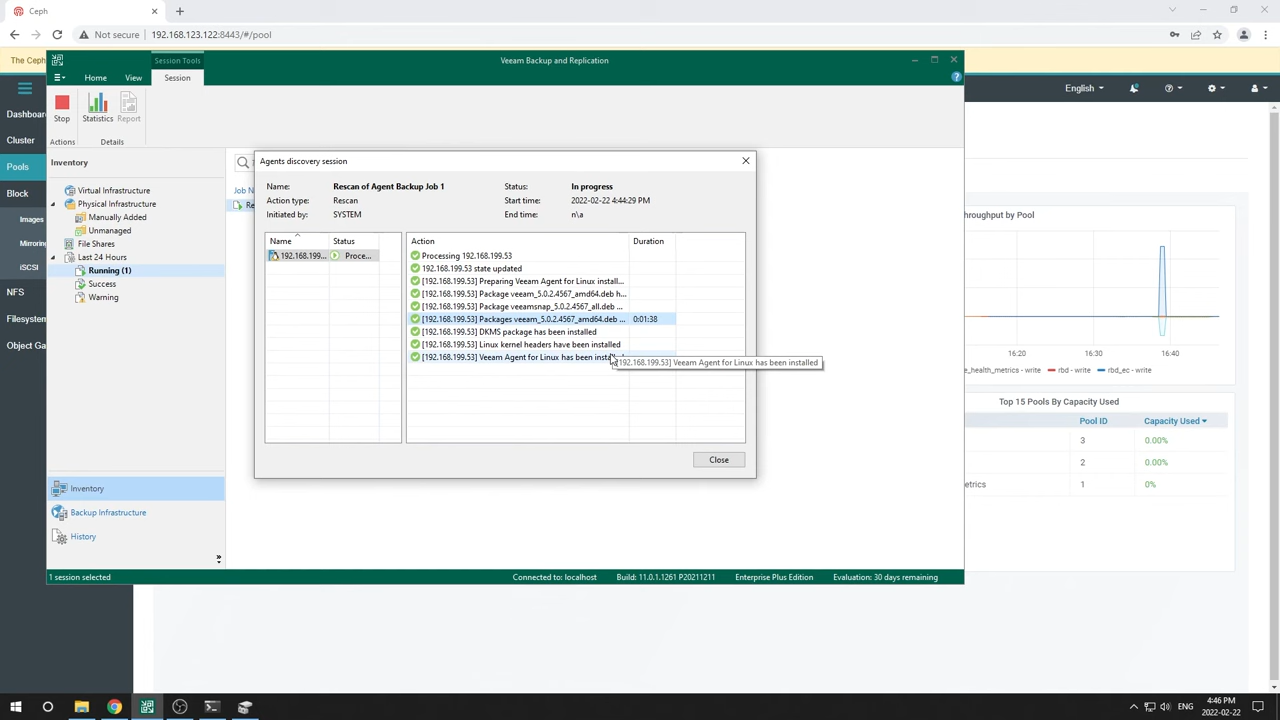 Ceph
Not secure
192.168.123.122:8443/#/pool
The Ceph
Session Tools
Veeam Backup and Replication
Home
View
Session
English
Stop
Statistics
Report
Actions
Details
Dashboard
Cluster
Pools
Block
Images
Mirroring
iSCSI
NFS
Filesystems
Object Gateway
Inventory
Virtual Infrastructure
Physical Infrastructure
Manually Added
Unmanaged
File Shares
Last 24 Hours
Running (1)
Success
Warning
Job N
Re
Agents discovery session
Name:
Rescan of Agent Backup Job 1
Status:
In progress
Action type:
Rescan
Start time:
2022-02-22 4:44:29 PM
Initiated by:
SYSTEM
End time:
n\a
Name
Status
192.168.199...
Proce...
Action
Duration
Processing 192.168.199.53
192.168.199.53 state updated
[192.168.199.53] Preparing Veeam Agent for Linux install...
[192.168.199.53] Package veeam_5.0.2.4567_amd64.deb h...
[192.168.199.53] Package veeamsnap_5.0.2.4567_all.deb ...
[192.168.199.53] Packages veeam_5.0.2.4567_amd64.deb ...
0:01:38
[192.168.199.53] DKMS package has been installed
[192.168.199.53] Linux kernel headers have been installed
[192.168.199.53] Veeam Agent for Linux has been install
[192.168.199.53] Veeam Agent for Linux has been installed
Close
hroughput by Pool
16:20
16:30
16:40
e_health_metrics - write
rbd - write
rbd_ec - write
Top 15 Pools By Capacity Used
Pool ID
Capacity Used
3
0.00%
2
0.00%
etrics
1
0%
Inventory
Backup Infrastructure
History
1 session selected
Connected to: localhost
Build: 11.0.1.1261 P20211211
Enterprise Plus Edition
Evaluation: 30 days remaining
ENG
4:46 PM
2022-02-22